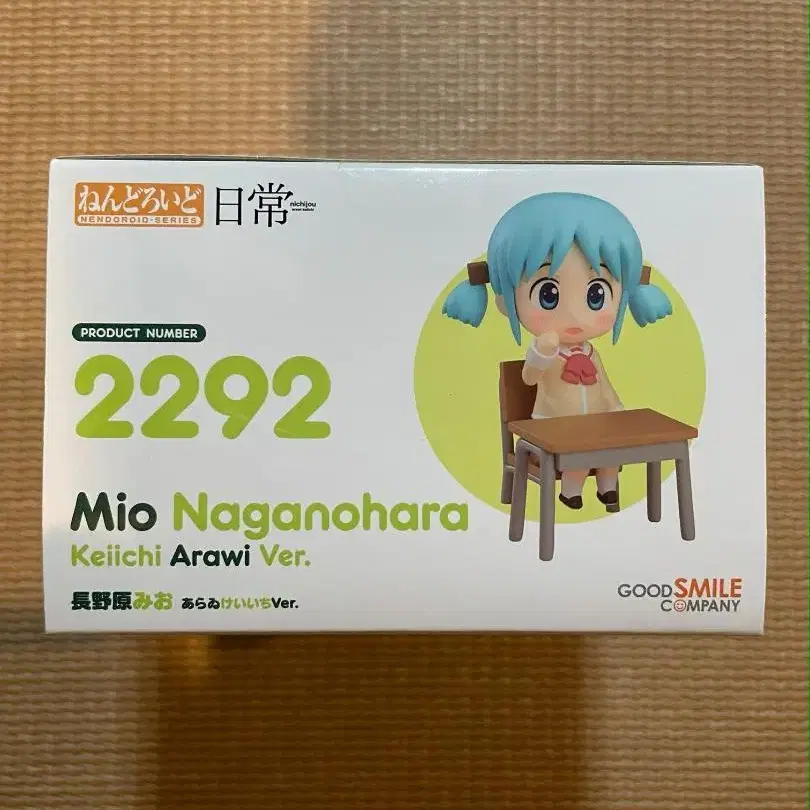 ねんどろいど
NENDOROID-SERIES
日常
nichijou
PRODUCT NUMBER
2292
Mio Naganohara
Keiichi Arawi Ver.
長野原みお あらゐけいいちVer.
GOOD SMILE
COMPANY